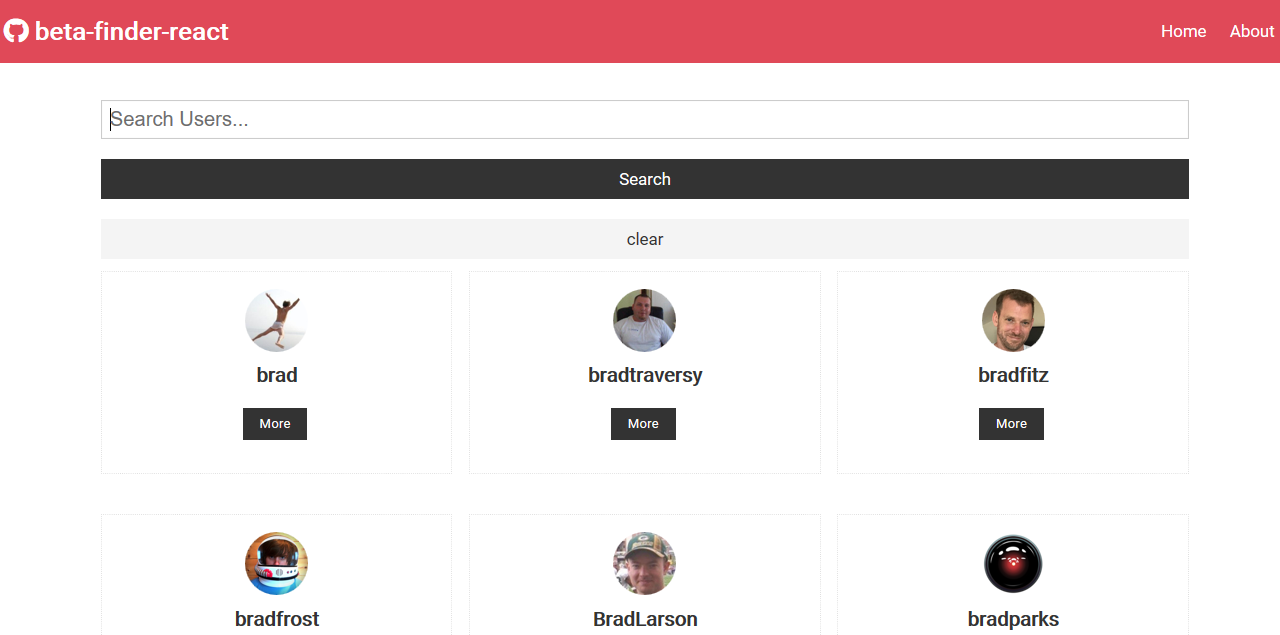 beta-finder-react Home About
Search Users...
Search
clear
brad bradtraversy bradfitz
More More More
bradfrost BradLarson bradparks